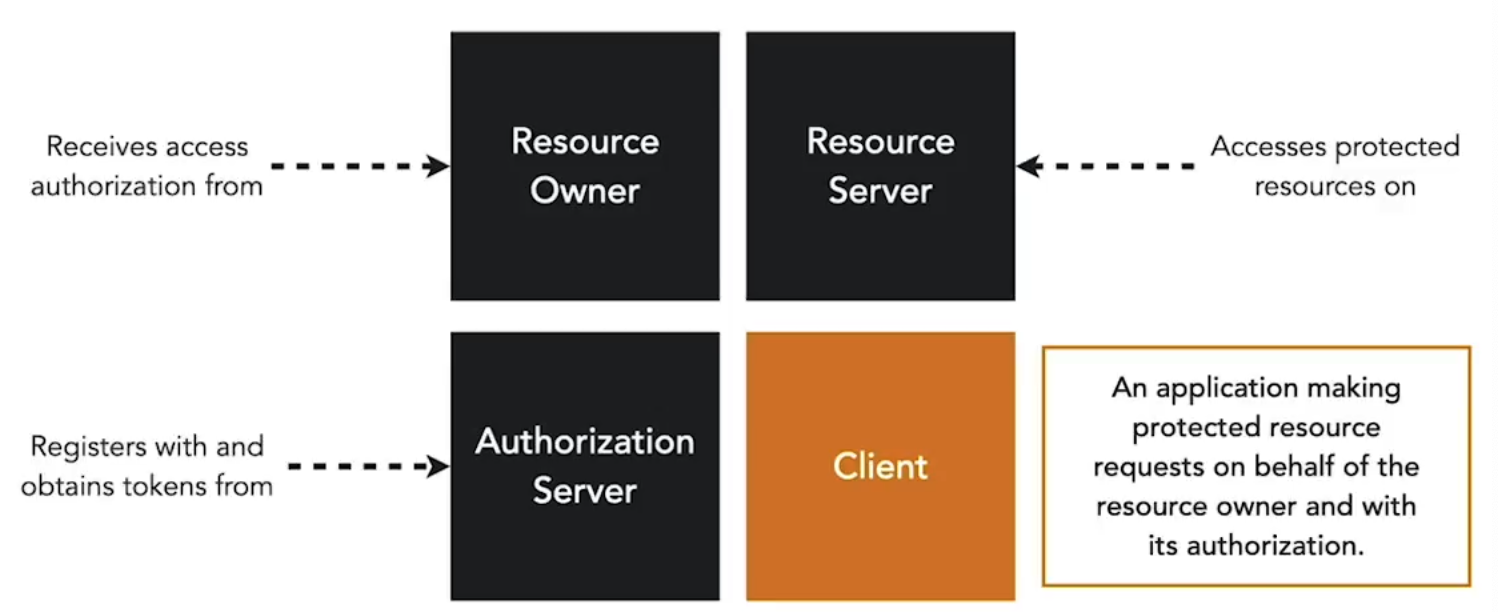 Receives access
authorization from
Resource
Owner
Resource
Server
Accesses protected
resources on
Registers with and
obtains tokens from
Authorization
Server
Client
An application making
protected resource
requests on behalf of the
resource owner and with
its authorization.